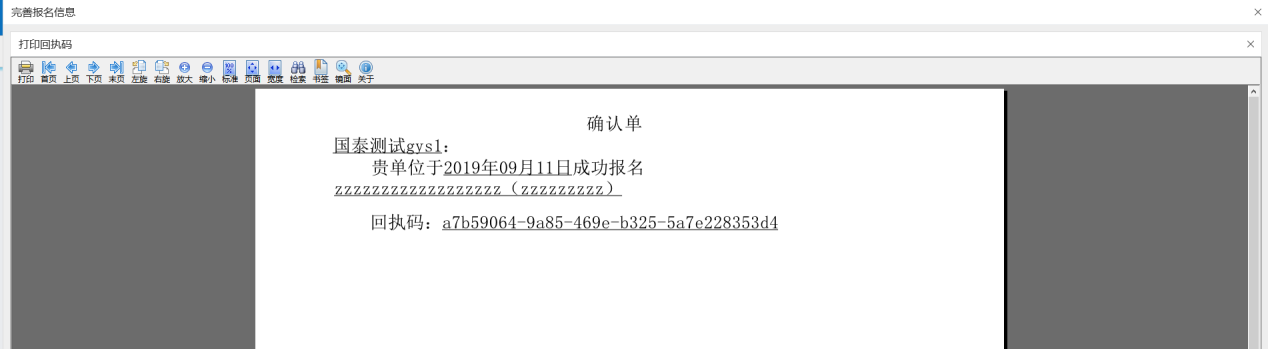 完善报名信息
打印回执码
打印 首页 上页 下页 末页 左旋 右旋 放大 缩小 标准 页面 宽度 检索 书签 镜面 关于
确认单
国泰测试gys1：
贵单位于2019年09月11日成功报名
zzzzzzzzzzzzzzzzzz（zzzzzzzzz）
回执码：a7b59064-9a85-469e-b325-5a7e228353d4